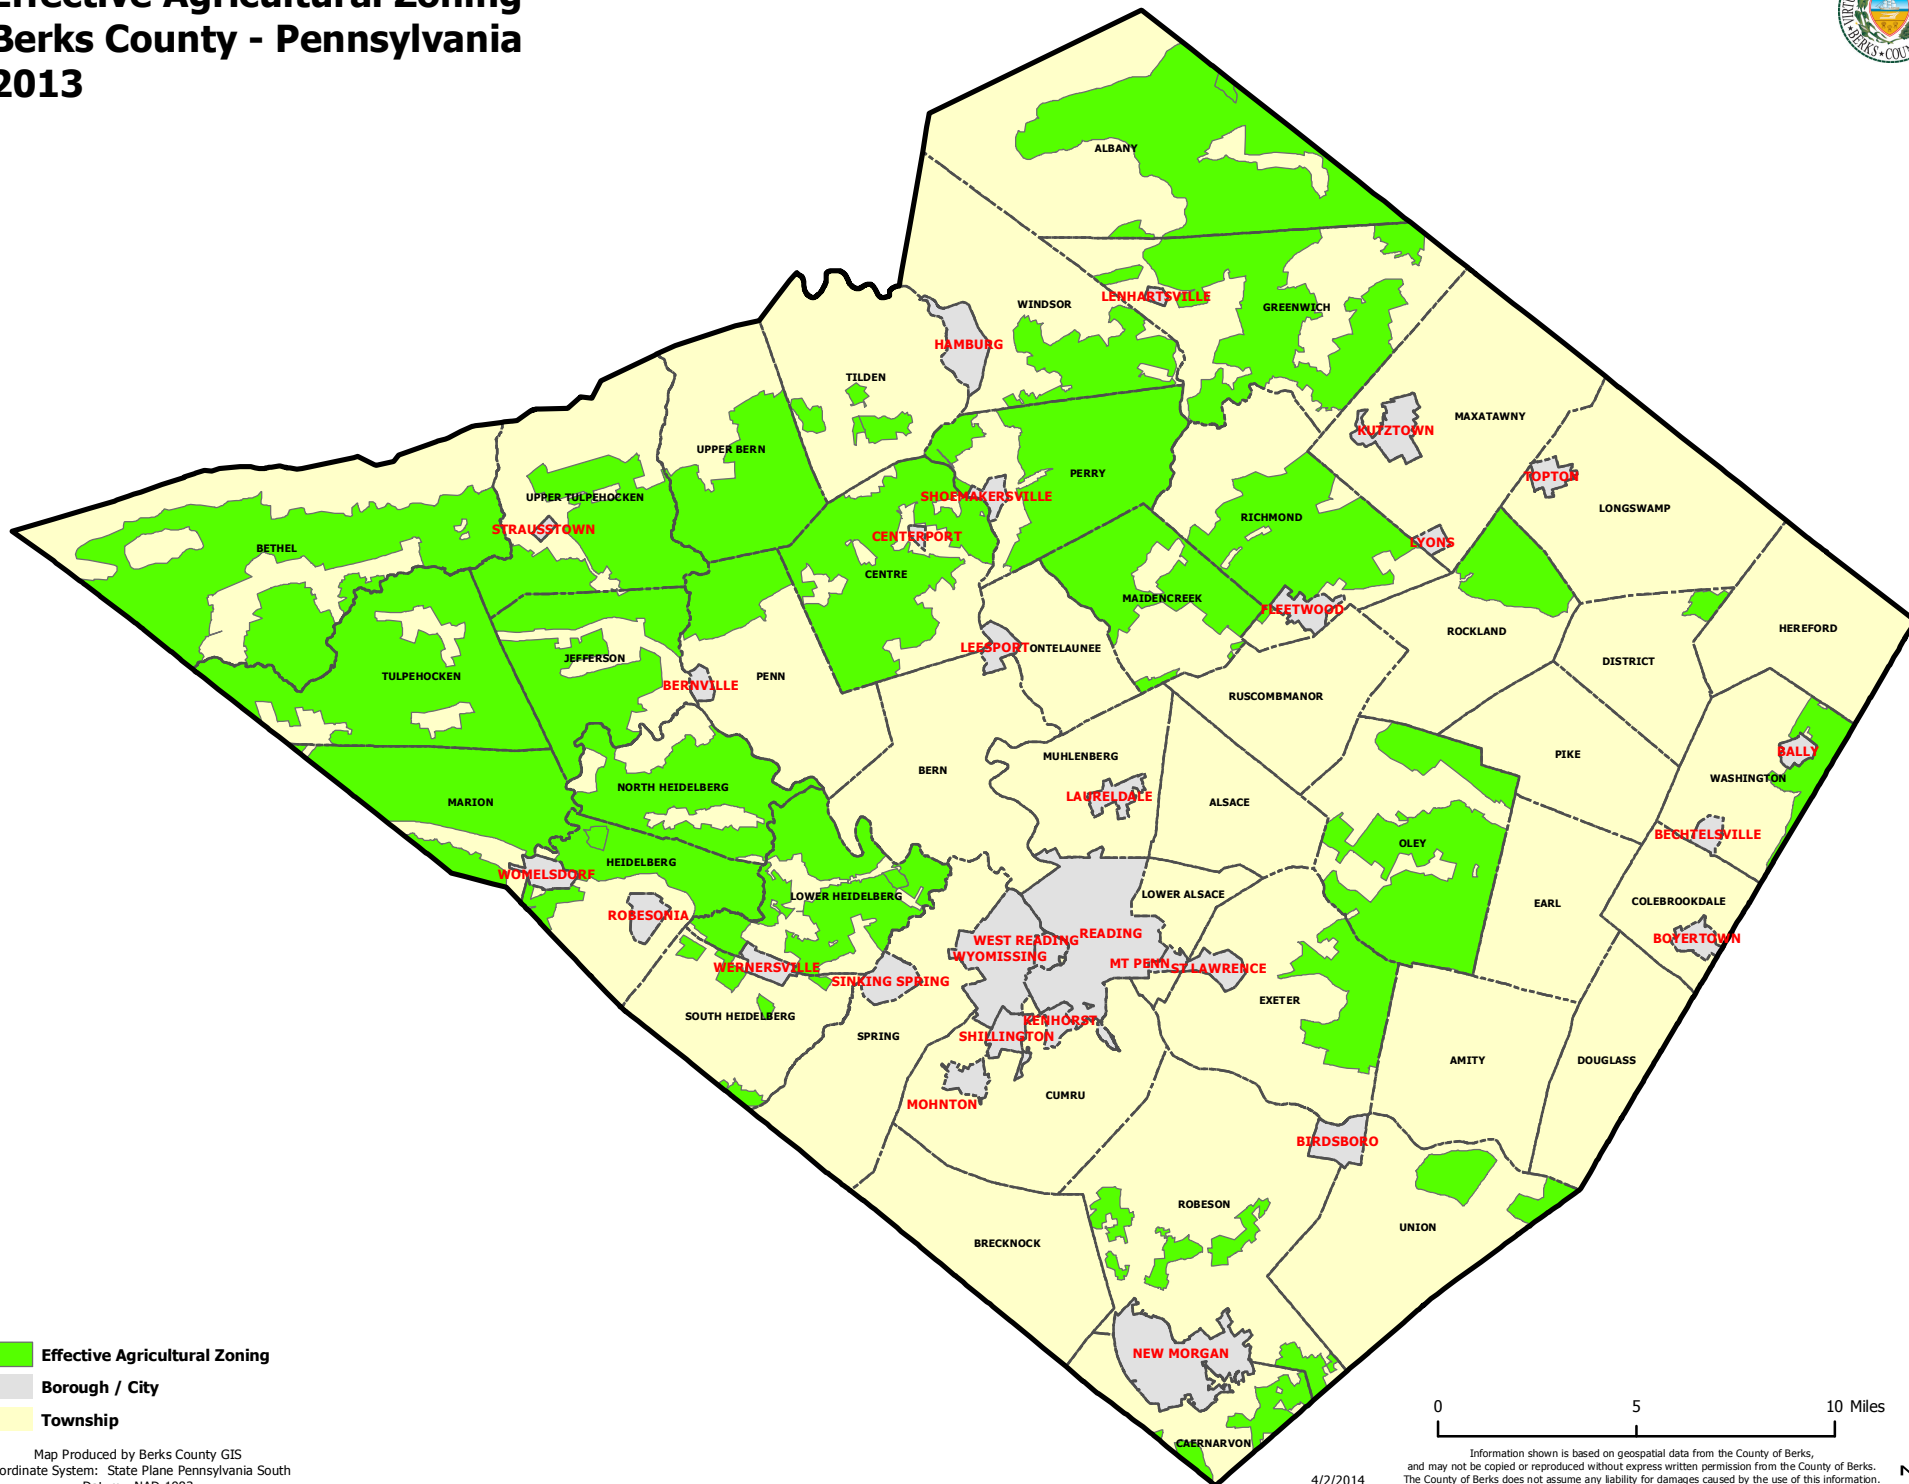 Effective Agricultural Zoning
Berks County - Pennsylvania
2013
BERKS COUN
ALBANY
WINDSOR
LENHARTSVILLE
GREENWICH
HAMBURG
TILDEN
MAXATAWNY
KUTZTOWN
UPPER BERN
PERRY
TOPTON
UPPER TULPEHOCKEN
SHOEMAKERSVILLE
LONGSWAMP
STRAUSSTOWN
RICHMOND
CENTERPORT
LYONS
BETHEL
CENTRE
MAIDENCREEK
FLEETWOOD
HEREFORD
ROCKLAND
LEESPORT
ONTELAUNEE
JEFFERSON
DISTRICT
TULPEHOCKEN
PENN
BERNVILLE
RUSCOMBMANOR
BALLY
MUHLENBERG
PIKE
BERN
WASHINGTON
NORTH HEIDELBERG
LAURELDALE
MARION
ALSACE
BECHTELSVILLE
OLEY
HEIDELBERG
WOMELSDORF
LOWER HEIDELBERG
LOWER ALSACE
EARL
COLEBROOKDALE
ROBESONIA
READING
WEST READING
BOYERTOWN
WYOMISSING
MT PENN
ST LAWRENCE
WERNERSVILLE
SINKING SPRING
EXETER
SOUTH HEIDELBERG
KENHORST
SPRING
SHILLINGTON
AMITY
DOUGLASS
CUMRU
MOHNTON
BIRDSBORO
ROBESON
UNION
BRECKNOCK
NEW MORGAN
CAERNARVON
Effective Agricultural Zoning
Borough / City
Township
Map Produced by Berks County GIS
ordinate System: State Plane Pennsylvania South
0 5 10 Miles
Information shown is based on geospatial data from the County of Berks,
and may not be copied or reproduced without express written permission from the County of Berks.
4/2/2014 The County of Berks does not assume any liability for damages caused by the use of this information.